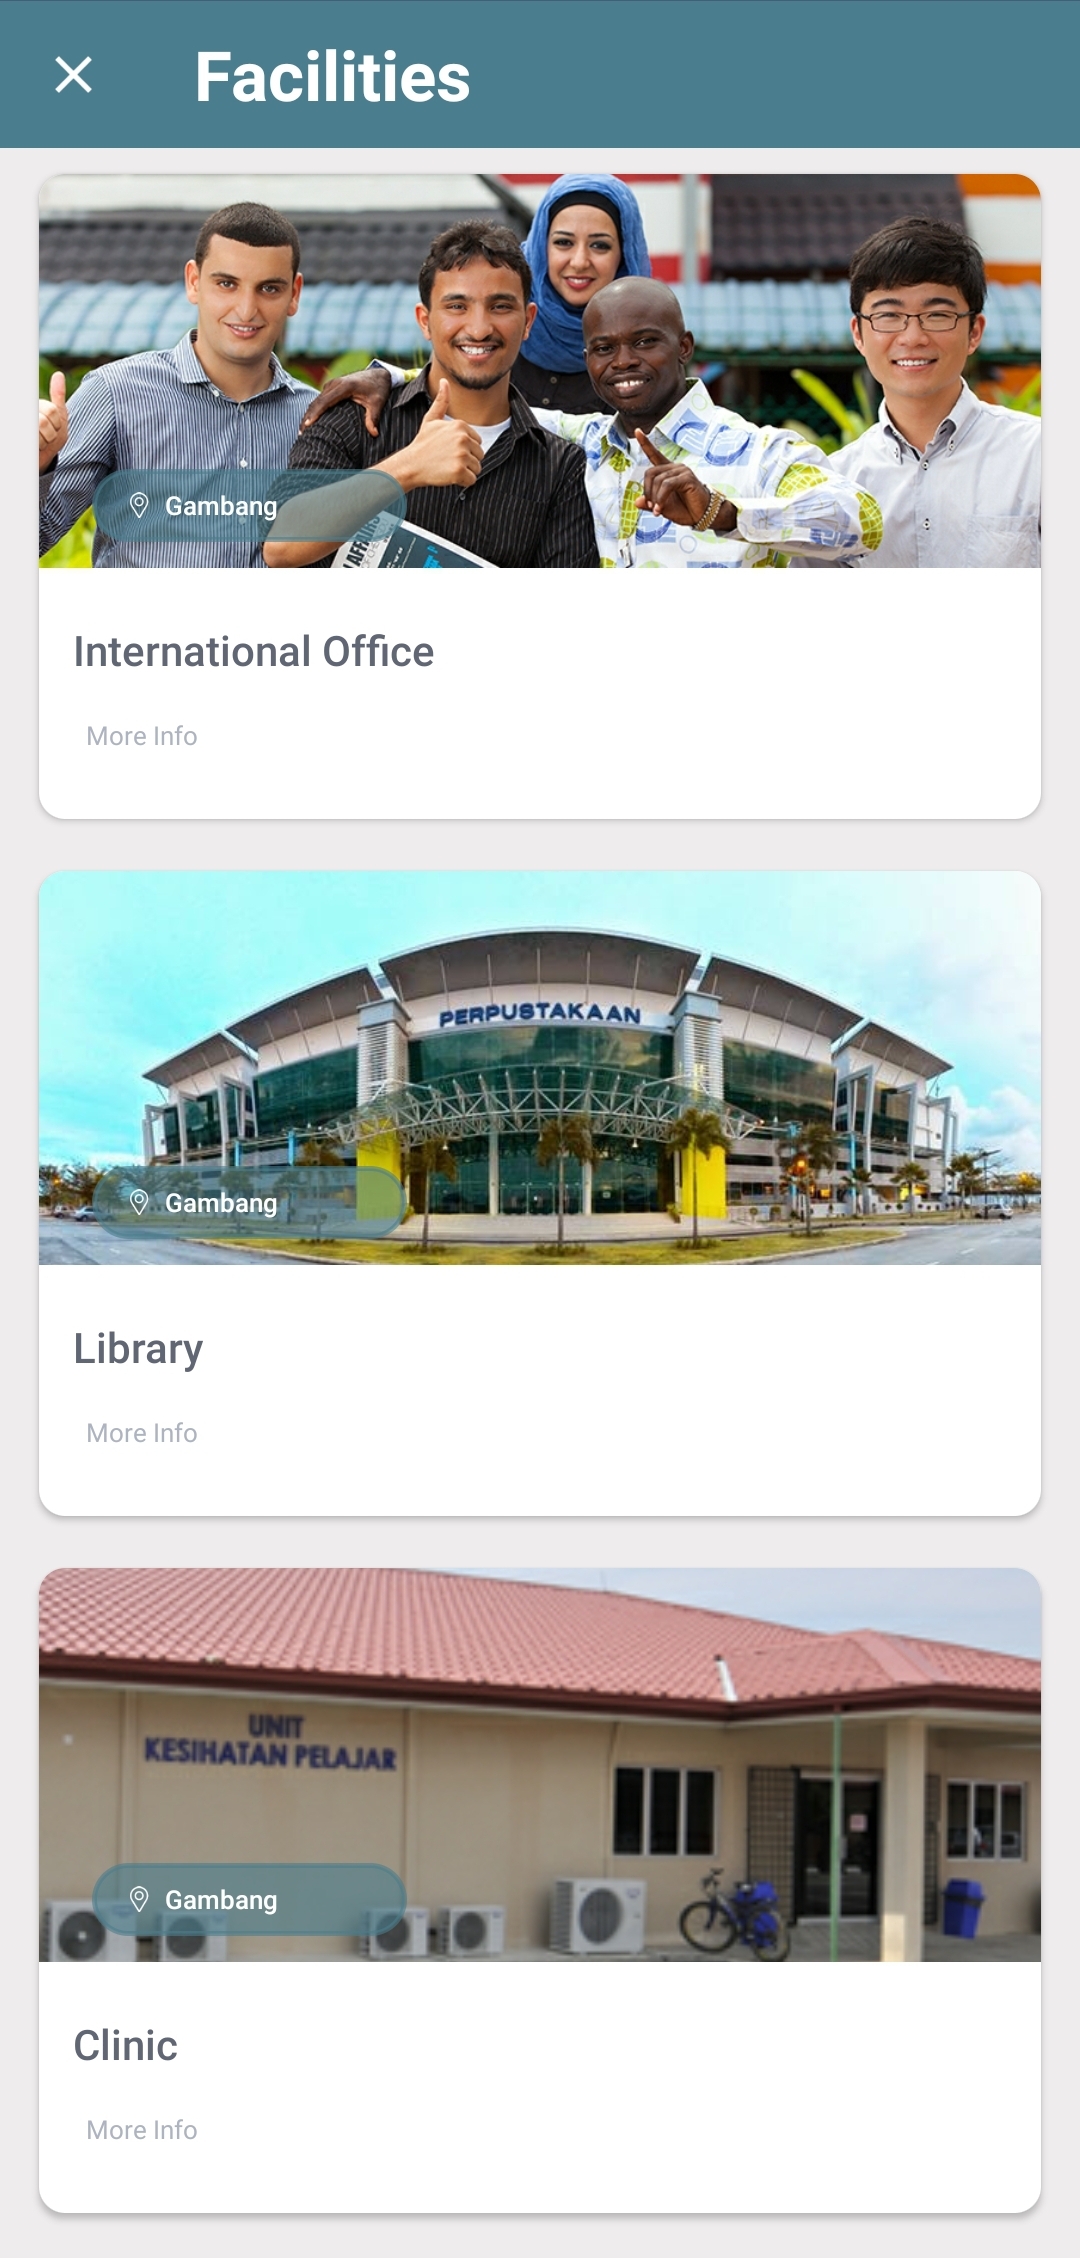 Facilities
Gambang
International Office
More Info
PERPUSTAKAAN
Gambang
Library
More Info
UNIT
KESIHATAN PELAJAR
Gambang
Clinic
More Info